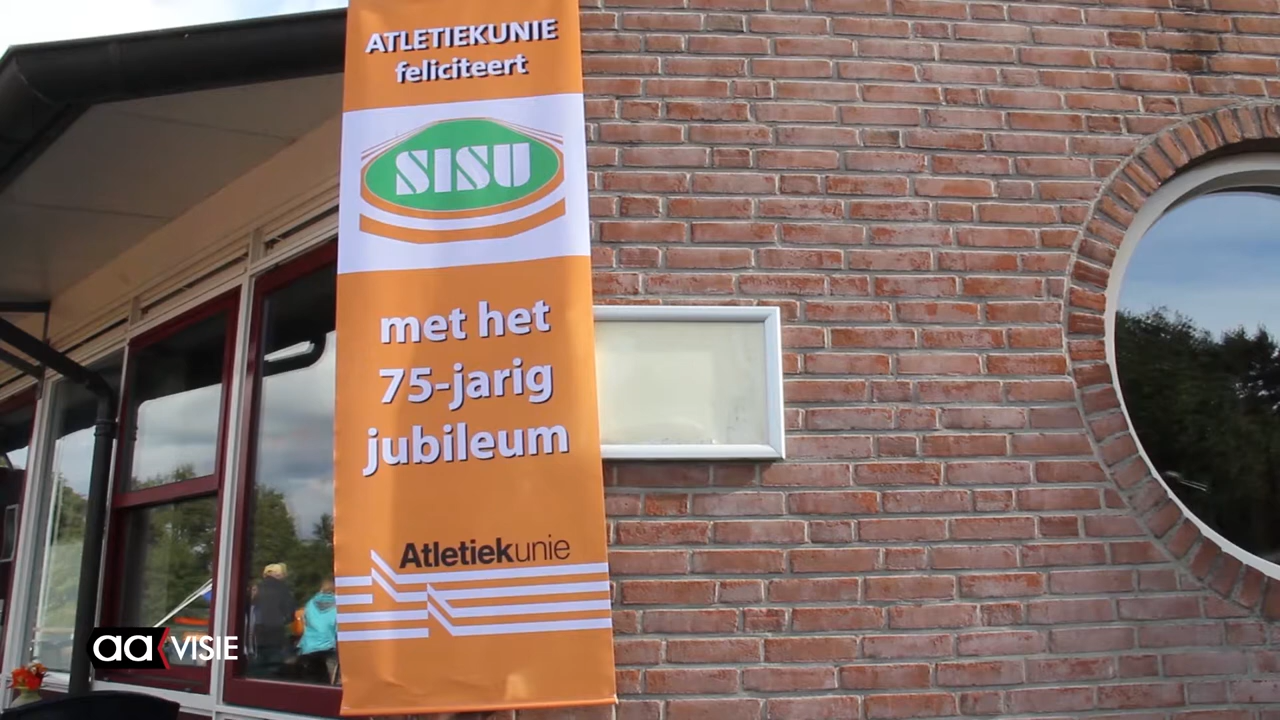 ATLETIEKUNIE
feliciteert
SISU
met het
75-jarig
jubileum
Atletiekunie
aa VISIE